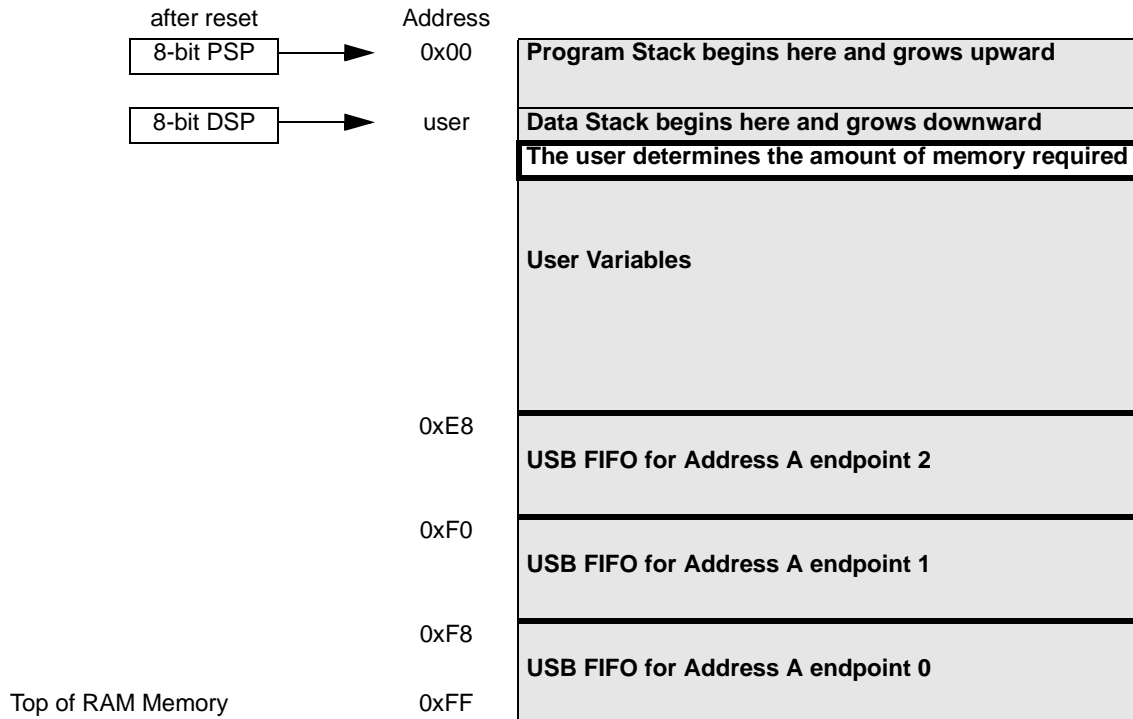 after reset Address
8-bit PSP 0x00 Program Stack begins here and grows upward
8-bit DSP user Data Stack begins here and grows downward
The user determines the amount of memory required
User Variables
0xE8
USB FIFO for Address A endpoint 2
0xF0
USB FIFO for Address A endpoint 1
0xF8
USB FIFO for Address A endpoint 0
Top of RAM Memory 0xFF